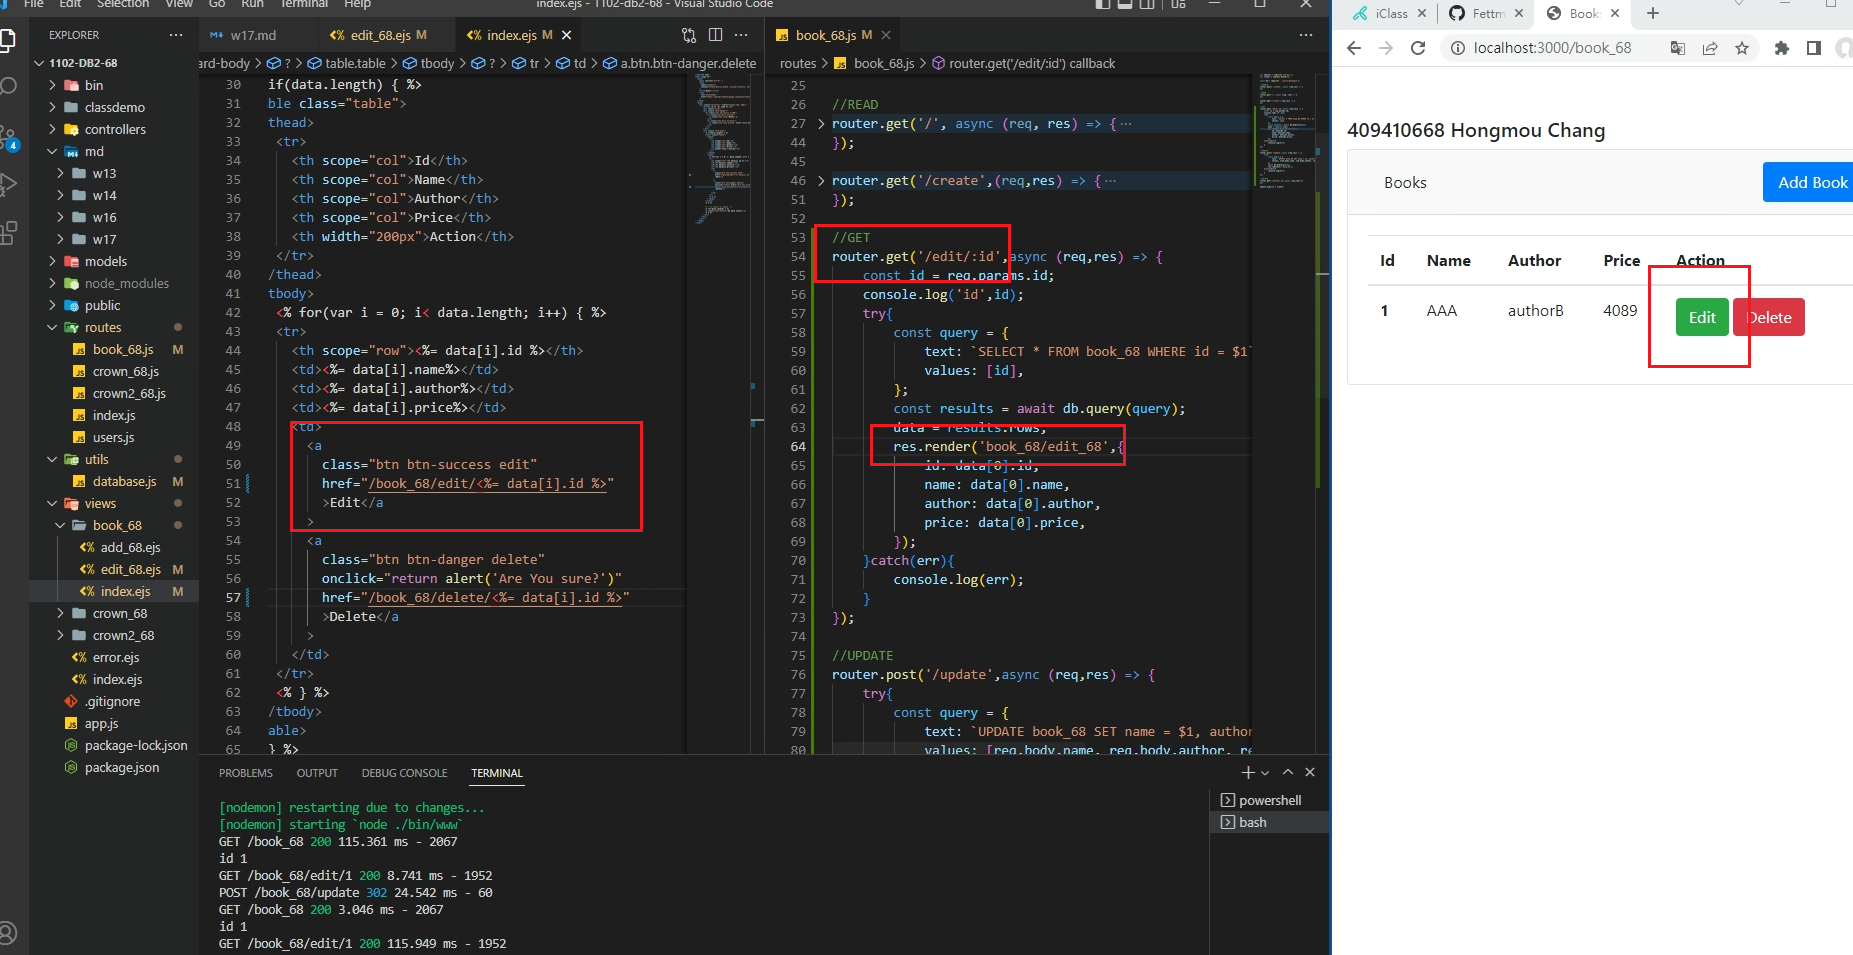 File Edit Selection View Go Run Terminal Help
index.ejs - 1102-db2-68 - Visual Studio Code
EXPLORER
1102-DB2-68
bin
classdemo
controllers
md
w13
w14
w16
w17
models
node_modules
public
routes
book_68.js M
crown_68.js
crown2_68.js
index.js
users.js
utils
database.js M
views
book_68
add_68.ejs
edit_68.ejs M
index.ejs M
crown_68
crown2_68
error.ejs
index.ejs
.gitignore
app.js
package-lock.json
package.json
4
w17.md
edit_68.ejs M
index.ejs M
ard-body > ? > table.table > tbody > ? > tr > td > a.btn.btn-danger.delete
30 if(data.length) { %>
31 ble class="table">
32 thead>
33 <tr>
34 <th scope="col">Id</th>
35 <th scope="col">Name</th>
36 <th scope="col">Author</th>
37 <th scope="col">Price</th>
38 <th width="200px">Action</th>
39 </tr>
40 /thead>
41 tbody>
42 <% for(var i = 0; i< data.length; i++) { %>
43 <tr>
44 <th scope="row"><%= data[i].id %></th>
45 <td><%= data[i].name%></td>
46 <td><%= data[i].author%></td>
47 <td><%= data[i].price%></td>
48 <td>
49 <a
50 class="btn btn-success edit"
51 href="/book_68/edit/<%= data[i].id %>"
52 >Edit</a
53 >
54 <a
55 class="btn btn-danger delete"
56 onclick="return alert('Are You sure?')"
57 href="/book_68/delete/<%= data[i].id %>"
58 >Delete</a
59 >
60 </td>
61 </tr>
62 <% } %>
63 /tbody>
64 able>
65 } %>
book_68.js M
routes > book_68.js > router.get('/edit/:id') callback
25
26 //READ
27 router.get('/', async (req, res) => {…
44 });
45
46 router.get('/create',(req,res) => {…
51 });
52
53 //GET
54 router.get('/edit/:id',async (req,res) => {
55 const id = req.params.id;
56 console.log('id',id);
57 try{
58 const query = {
59 text: `SELECT * FROM book_68 WHERE id = $1`
60 values: [id],
61 };
62 const results = await db.query(query);
63 data = results.rows;
64 res.render('book_68/edit_68',{
65 id: data[0].id,
66 name: data[0].name,
67 author: data[0].author,
68 price: data[0].price,
69 });
70 }catch(err){
71 console.log(err);
72 }
73 });
74
75 //UPDATE
76 router.post('/update',async (req,res) => {
77 try{
78 const query = {
79 text: `UPDATE book_68 SET name = $1, author
80 values: [req.body.name, req.body.author, re
PROBLEMS OUTPUT DEBUG CONSOLE TERMINAL
[nodemon] restarting due to changes...
[nodemon] starting `node ./bin/www`
GET /book_68 200 115.361 ms - 2067
id 1
GET /book_68/edit/1 200 8.741 ms - 1952
POST /book_68/update 302 24.542 ms - 60
GET /book_68 200 3.046 ms - 2067
id 1
GET /book_68/edit/1 200 115.949 ms - 1952
powershell
bash
iClass
Fettm
Book
localhost:3000/book_68
409410668 Hongmou Chang
Books
Add Book
Id Name Author Price Action
1 AAA authorB 4089 Edit Delete